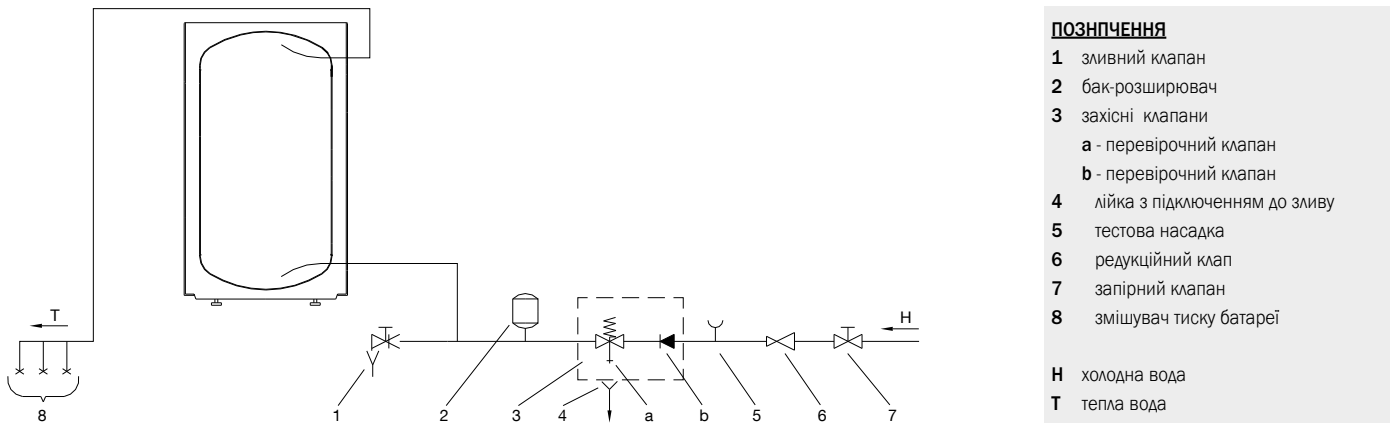 T
H
8
1
2
3
4
a
b
5
6
7
ПОЗНПЧЕННЯ
1 зливний клапан
2 бак-розширювач
3 захісні клапани
a - перевірочний клапан
b - перевірочний клапан
4 лійка з підключенням до зливу
5 тестова насадка
6 редукційний клап
7 запірний клапан
8 змішувач тиску батареї
H холодна вода
T тепла вода